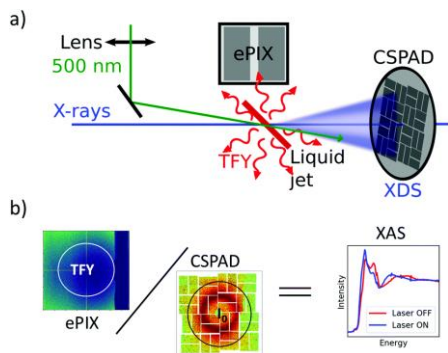 a)
Lens
500 nm
ePIX
CSPAD
X-rays
TFY
Liquid
jet
XDS
b)
TFY
ePIX
CSPAD
I₀
XAS
Intensity
Laser OFF
Laser ON
Energy